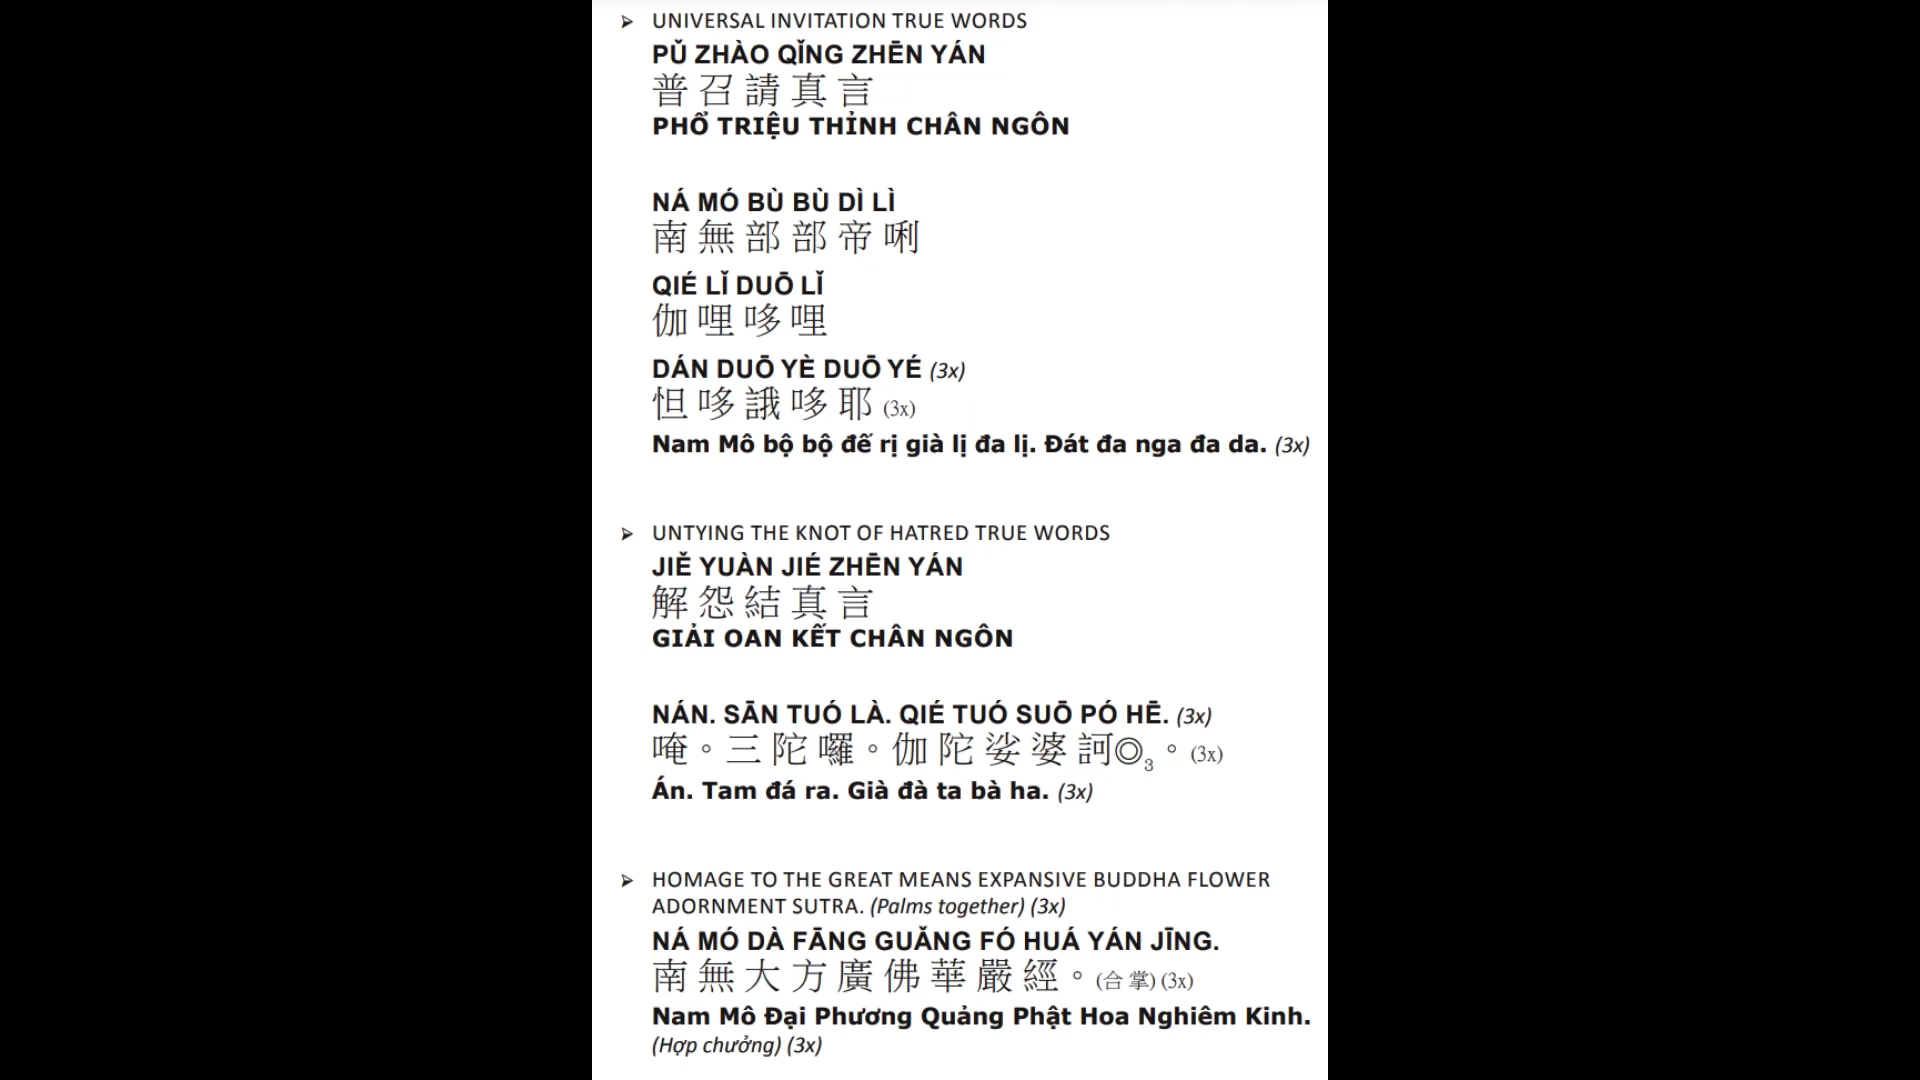 ➢ UNIVERSAL INVITATION TRUE WORDS
PǓ ZHÀO QǏNG ZHĒN YÁN
普召請真言
PHỔ TRIỆU THỈNH CHÂN NGÔN
NÁ MÓ BÙ BÙ DÌ LÌ
南無部部帝唎
QIÉ LǏ DUŌ LǏ
伽哩哆哩
DÁN DUŌ YÈ DUŌ YÉ (3x)
怛哆誐哆耶 (3x)
Nam Mô bộ bộ đế rị già lị đa lị. Đát đa nga đa da. (3x)
➢ UNTYING THE KNOT OF HATRED TRUE WORDS
JIĚ YUÀN JIÉ ZHĒN YÁN
解怨結真言
GIẢI OAN KẾT CHÂN NGÔN
NÁN. SĀN TUÓ LÀ. QIÉ TUÓ SUŌ PÓ HĒ. (3x)
唵。三陀囉。伽陀娑婆訶◎3。(3x)
Án. Tam đá ra. Già đà ta bà ha. (3x)
➢ HOMAGE TO THE GREAT MEANS EXPANSIVE BUDDHA FLOWER
ADORNMENT SUTRA. (Palms together) (3x)
NÁ MÓ DÀ FĀNG GUǍNG FÓ HUÁ YÁN JĪNG.
南無大方廣佛華嚴經。(合掌) (3x)
Nam Mô Đại Phương Quảng Phật Hoa Nghiêm Kinh.
(Hợp chưởng) (3x)